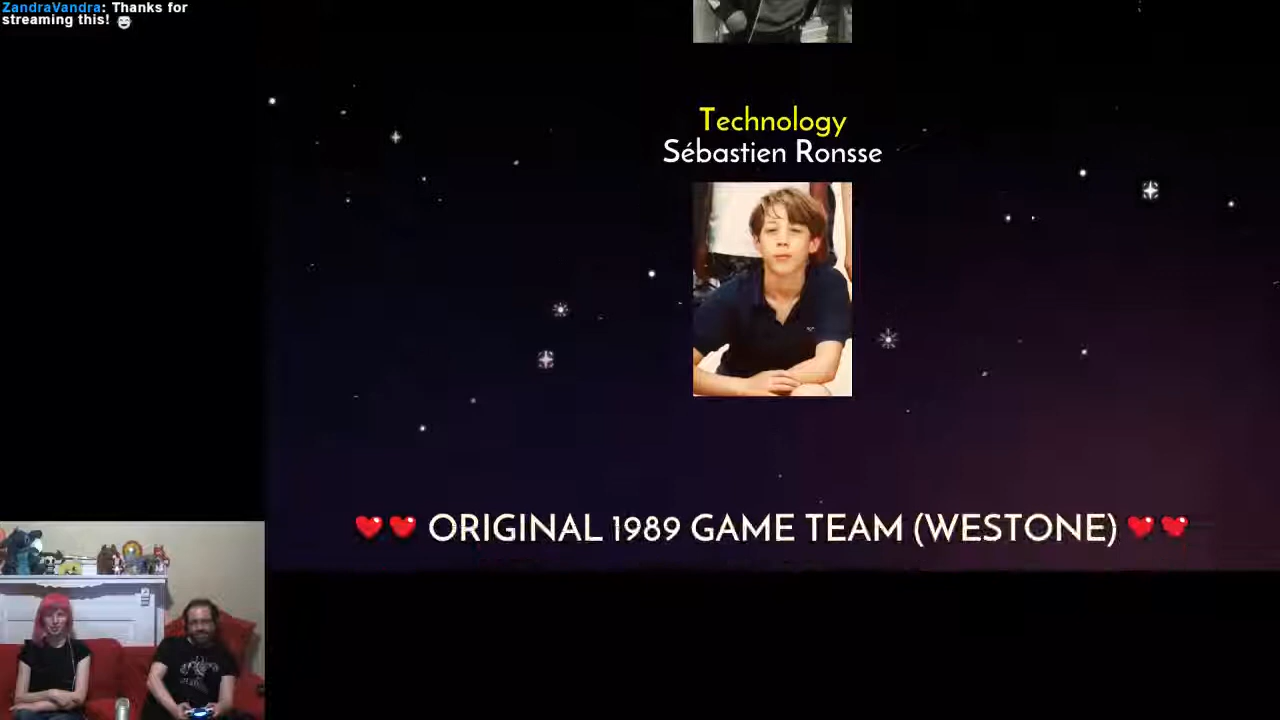 ZandraVandra: Thanks for
streaming this!
Technology
Sébastien Ronsse
ORIGINAL 1989 GAME TEAM (WESTONE)